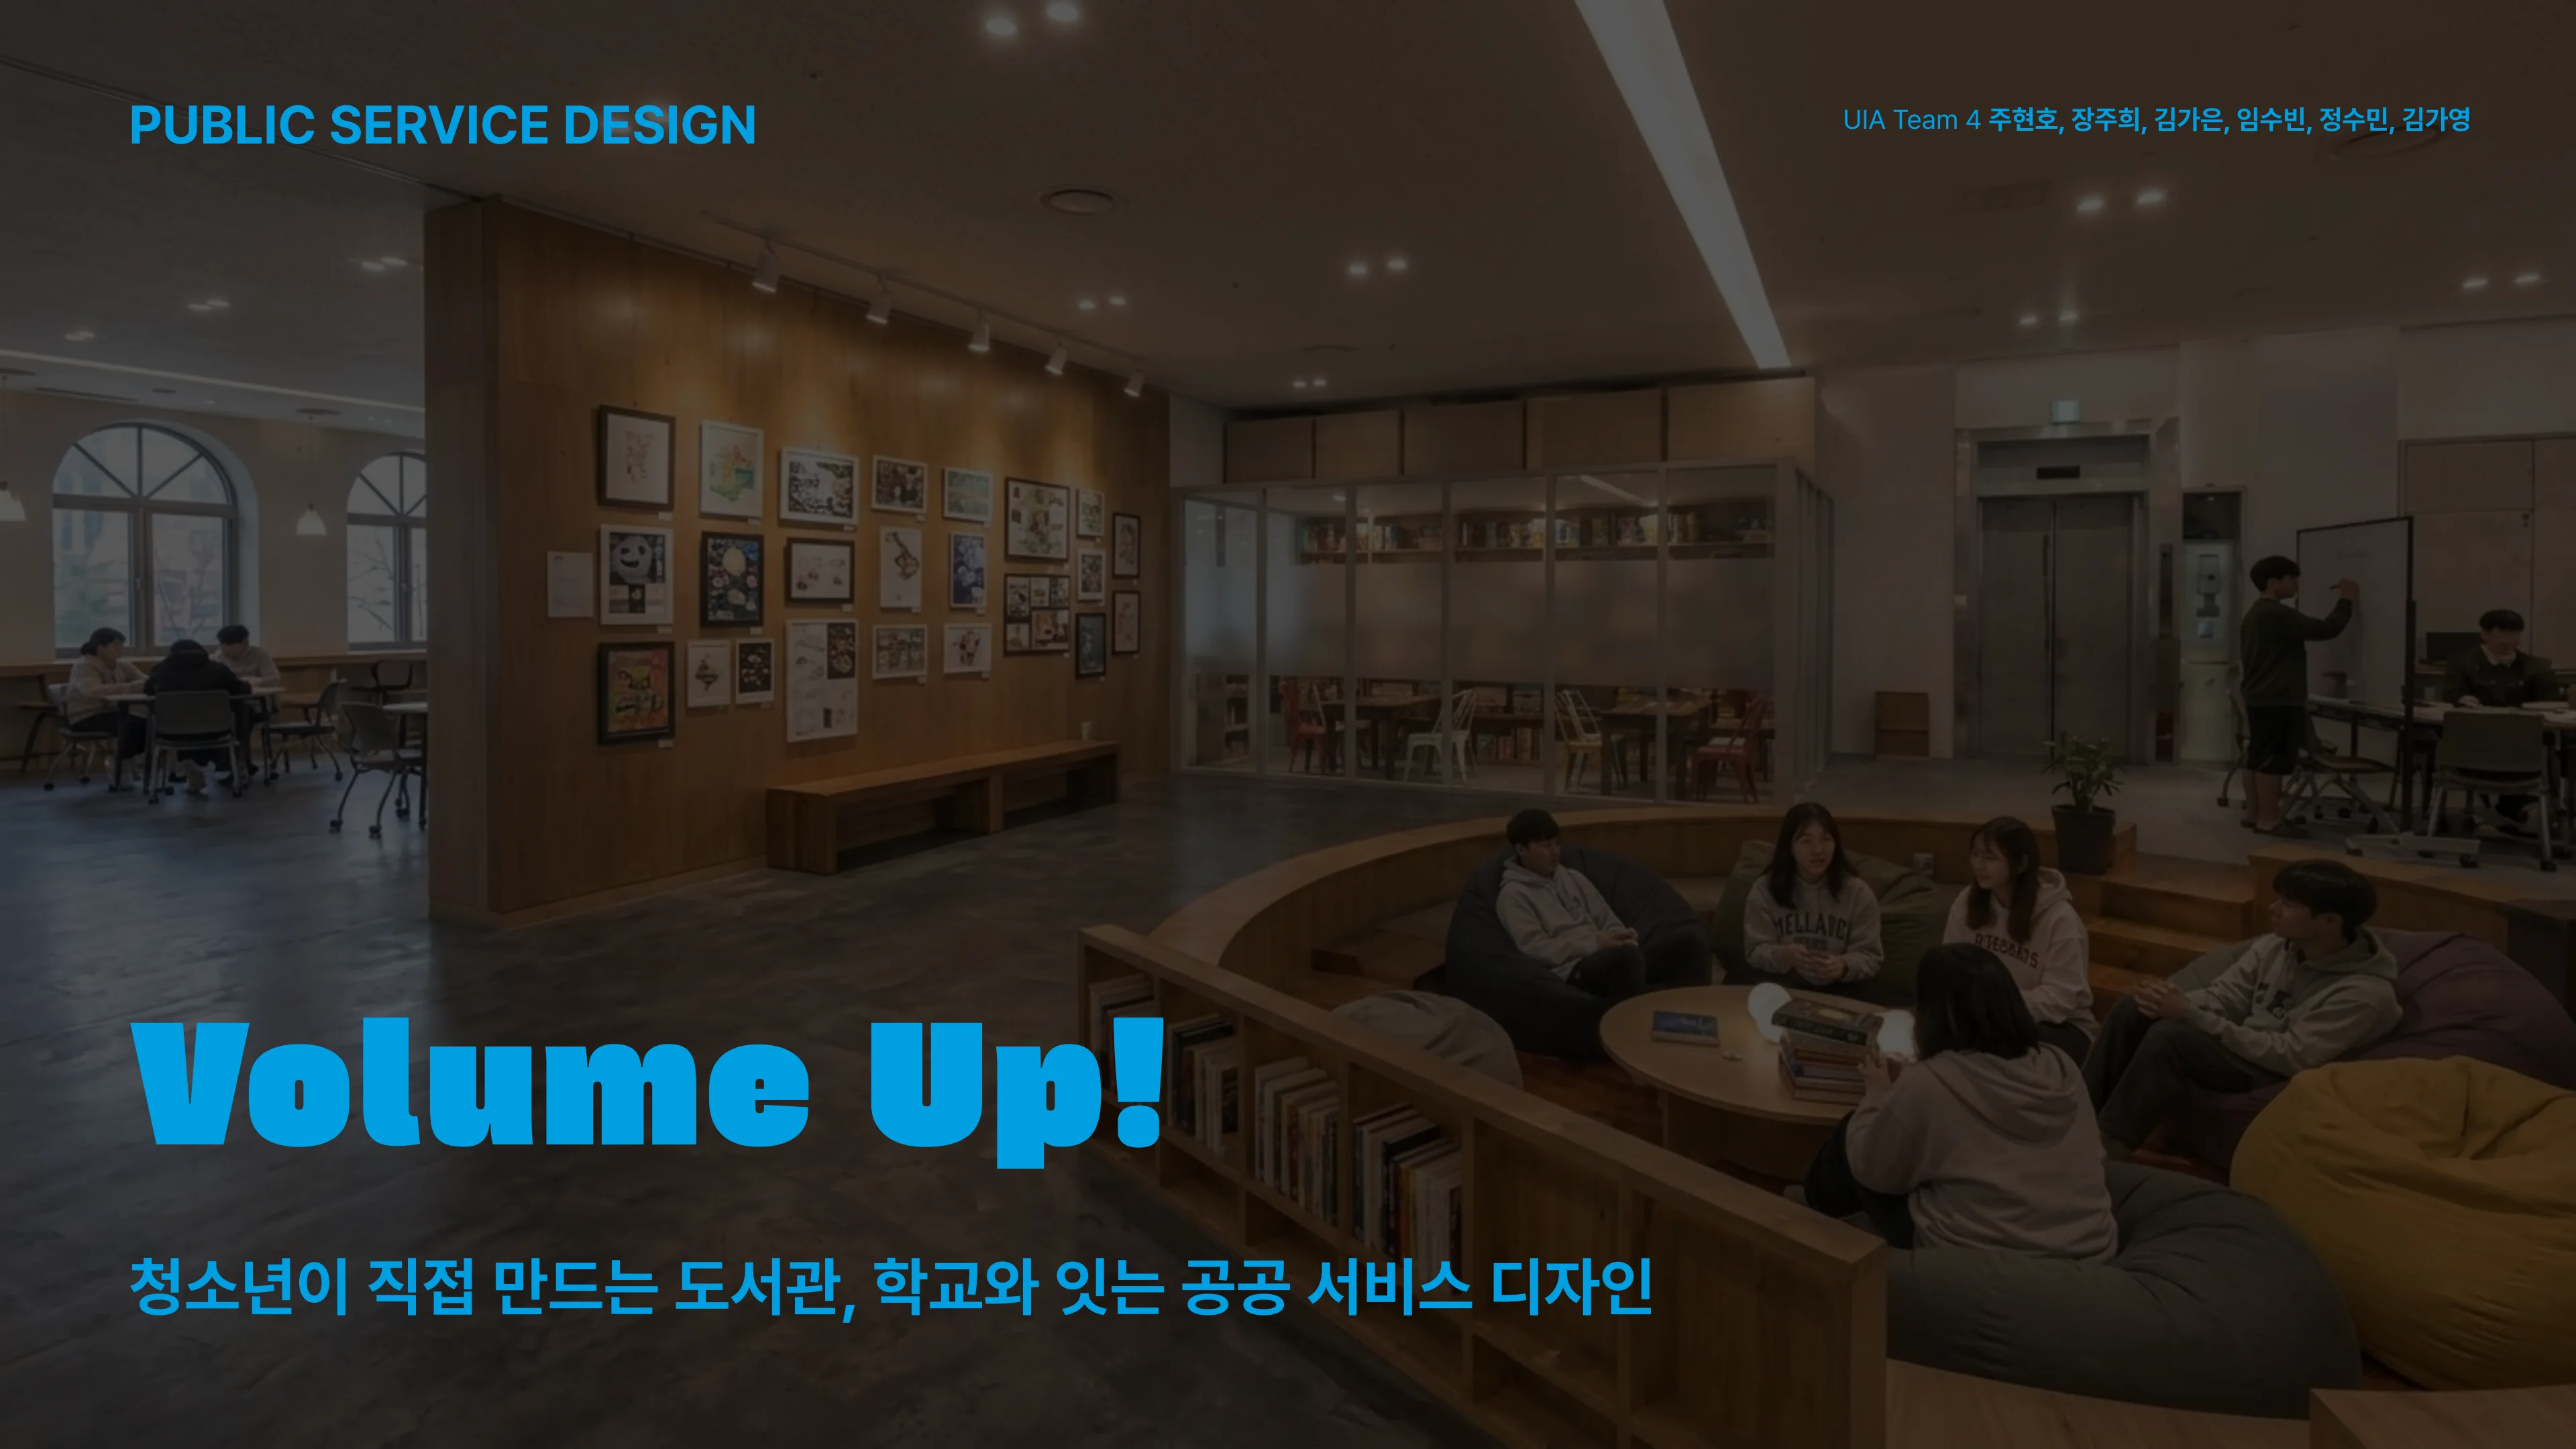 PUBLIC SERVICE DESIGN
UIA Team 4 주현호, 장주희, 김가은, 임수빈, 정수민, 김가영
Volume Up!
청소년이 직접 만드는 도서관, 학교와 잇는 공공 서비스 디자인